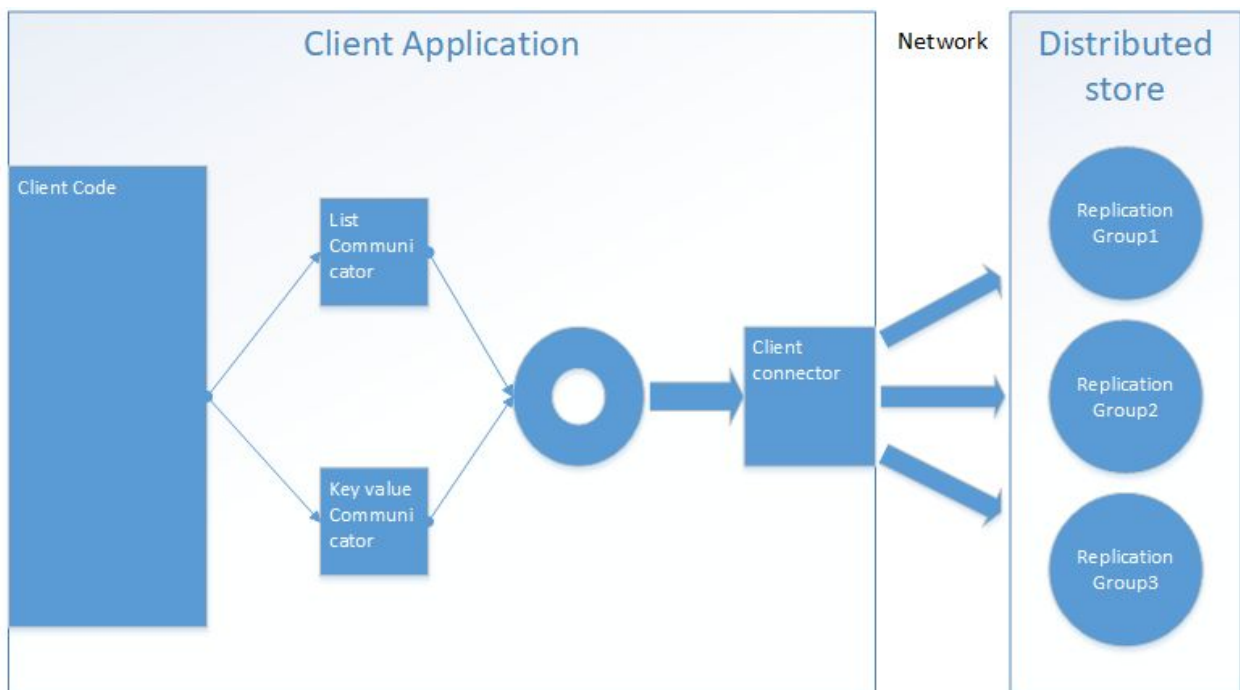 Client Application
Network
Distributed
store
Client Code
List
Communi
cator
Key value
Communi
cator
Client
connector
Replication
Group1
Replication
Group2
Replication
Group3